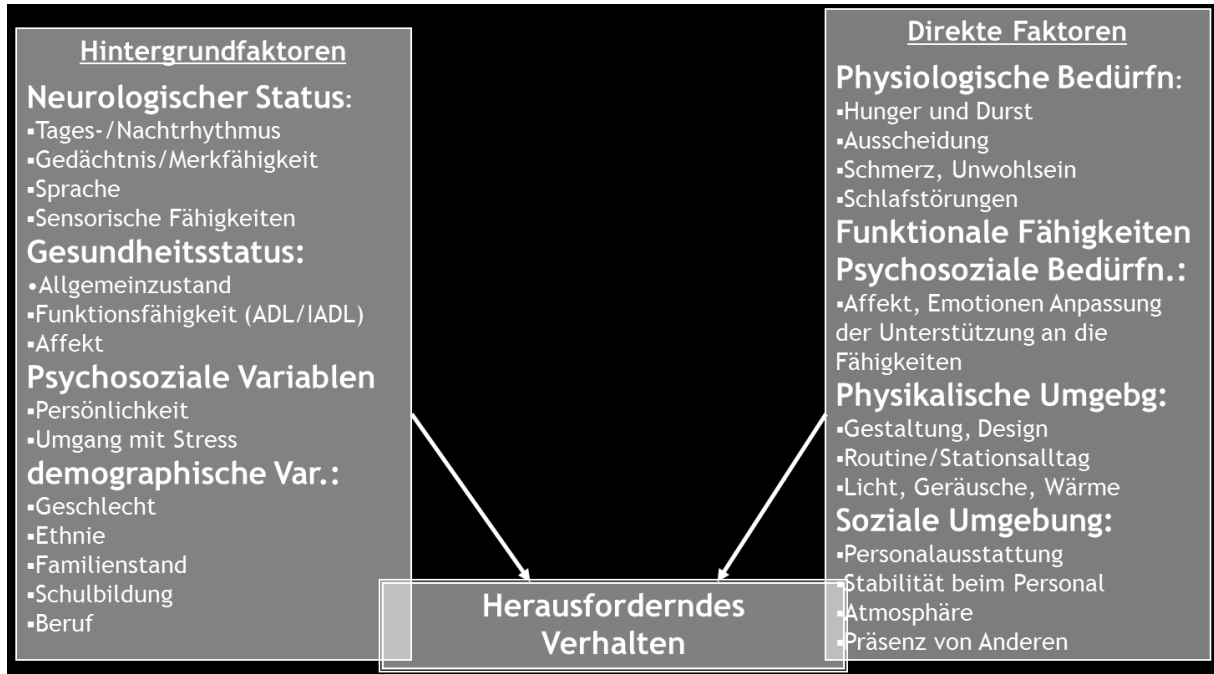 Hintergrundfaktoren
Neurologischer Status:
▪Tages-/Nachtrhythmus
▪Gedächtnis/Merkfähigkeit
▪Sprache
▪Sensorische Fähigkeiten
Gesundheitsstatus:
•Allgemeinzustand
▪Funktionsfähigkeit (ADL/IADL)
▪Affekt
Psychosoziale Variablen
▪Persönlichkeit
▪Umgang mit Stress
demographische Var.:
▪Geschlecht
▪Ethnie
▪Familienstand
▪Schulbildung
▪Beruf
Direkte Faktoren
Physiologische Bedürfn:
▪Hunger und Durst
▪Ausscheidung
▪Schmerz, Unwohlsein
▪Schlafstörungen
Funktionale Fähigkeiten
Psychosoziale Bedürfn.:
▪Affekt, Emotionen Anpassung
der Unterstützung an die
Fähigkeiten
Physikalische Umgebg:
▪Gestaltung, Design
▪Routine/Stationsalltag
▪Licht, Geräusche, Wärme
Soziale Umgebung:
▪Personalausstattung
▪Stabilität beim Personal
▪Atmosphäre
▪Präsenz von Anderen
Herausforderndes
Verhalten